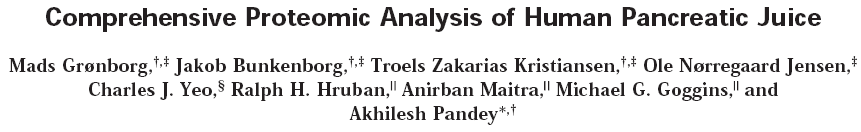 Comprehensive Proteomic Analysis of Human Pancreatic Juice
Mads Grønborg,†,‡ Jakob Bunkenborg,†,‡ Troels Zakarias Kristiansen,†,‡ Ole Nørregaard Jensen,‡
Charles J. Yeo,§ Ralph H. Hruban,|| Anirban Maitra,|| Michael G. Goggins,|| and
Akhilesh Pandey*,†